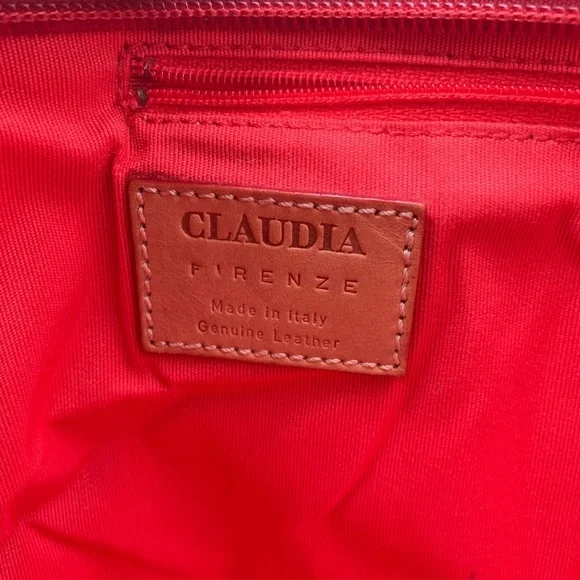 CLAUDIA
FIRENZE
Made in Italy
Genuine Leather